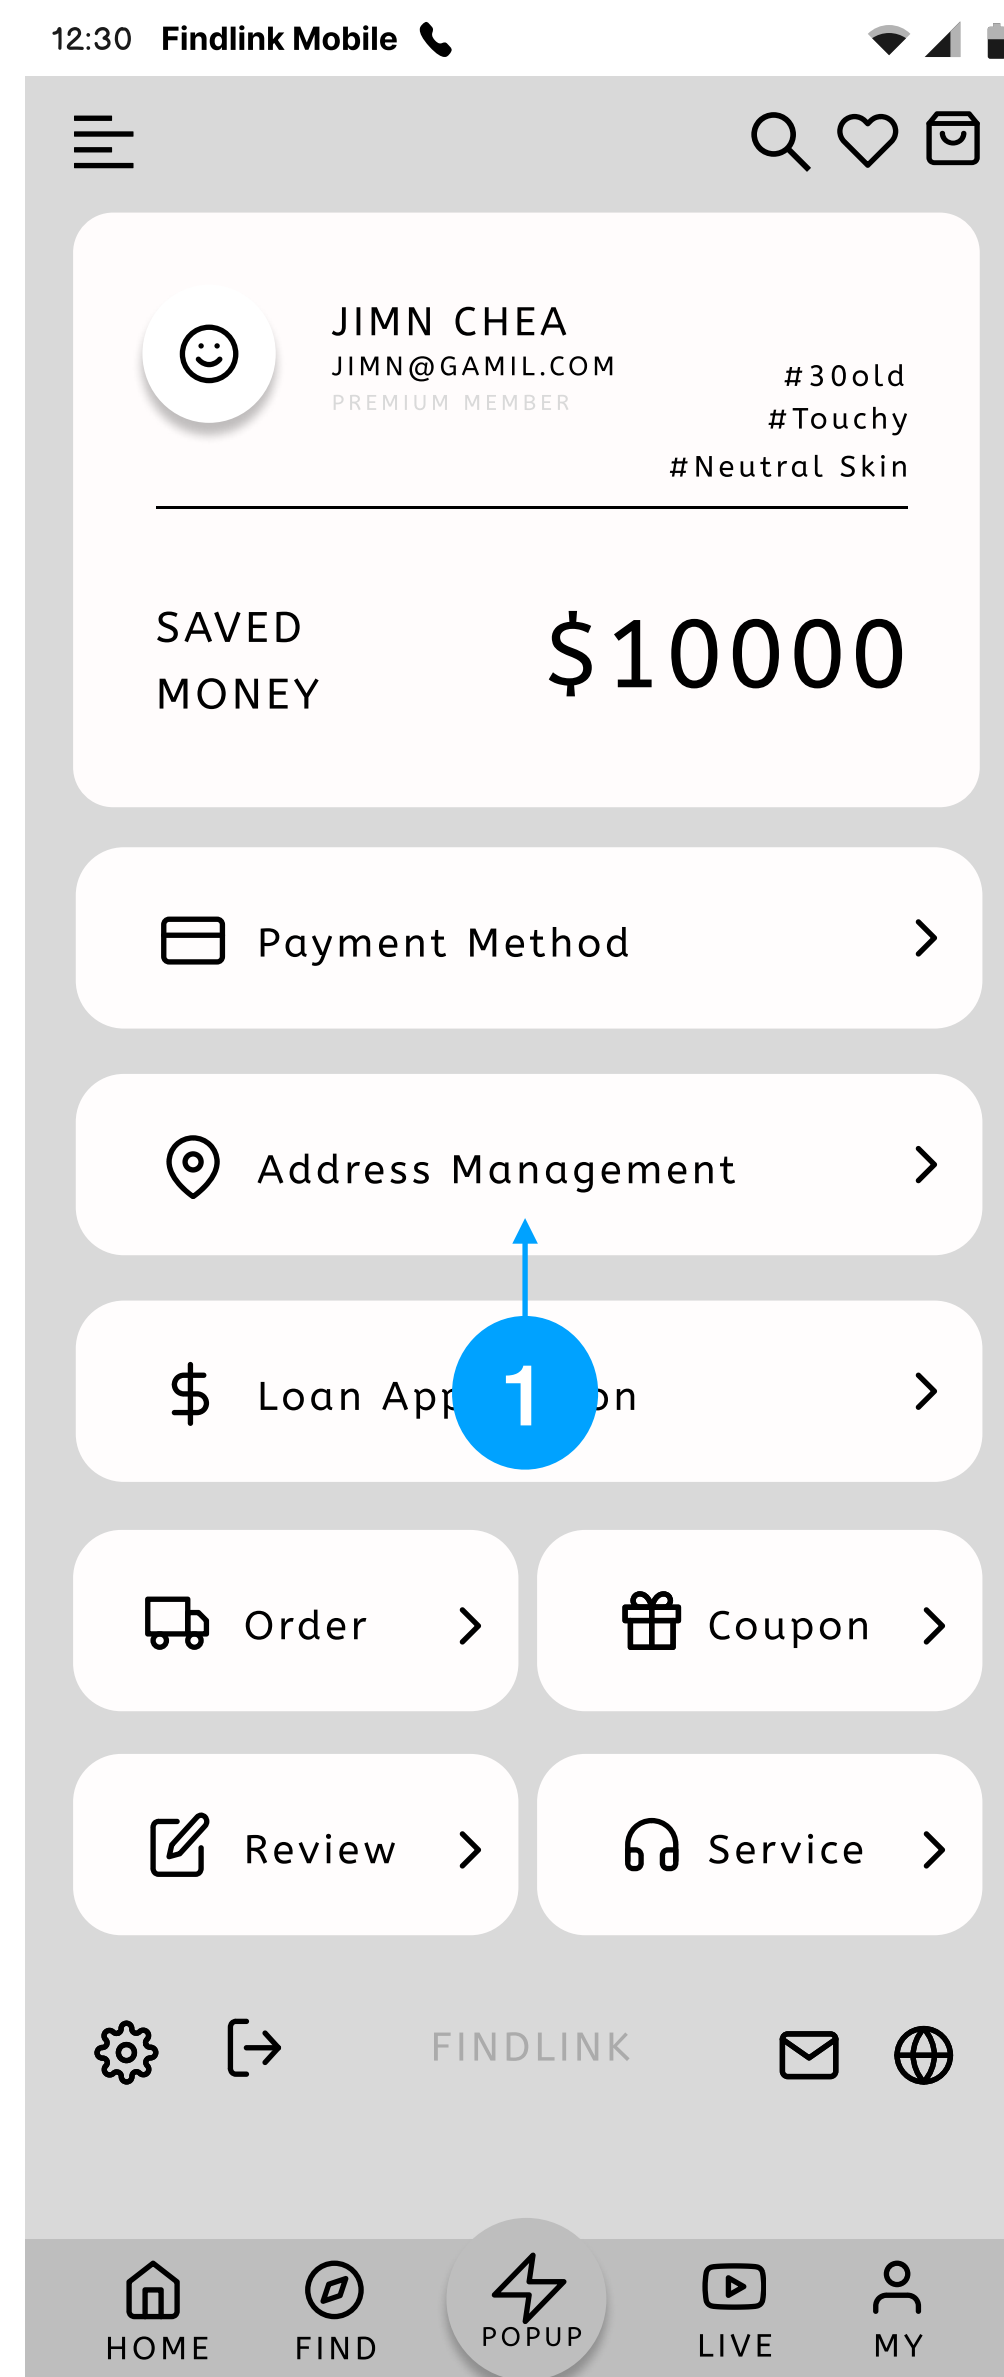 12:30 Findlink Mobile
JIMN CHEA
JIMN@GAMIL.COM
PREMIUM MEMBER
#30old
#Touchy
#Neutral Skin
SAVED
MONEY
$10000
Payment Method
Address Management
1
Loan
Order
Coupon
Review
Service
FINDLINK
HOME
FIND
POPUP
LIVE
MY